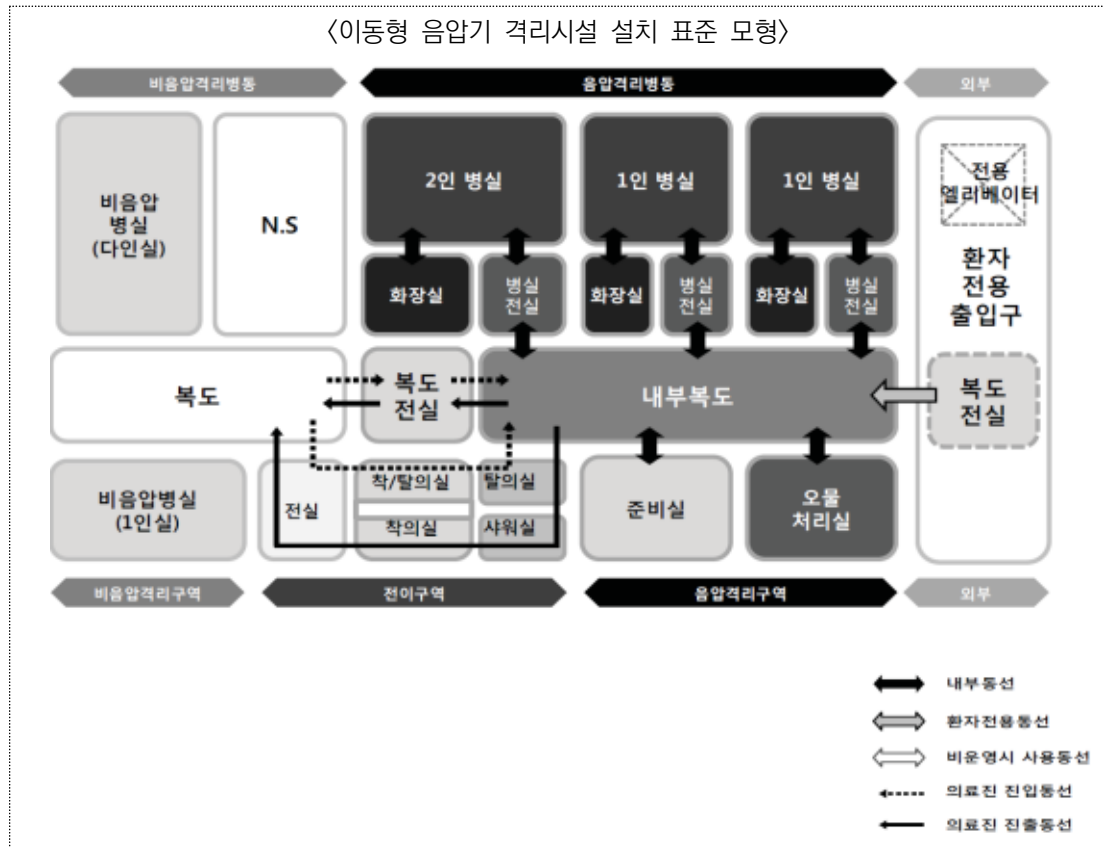 〈이동형 음압기 격리시설 설치 표준 모형〉
비음압격리병동
음압격리병동
외부
비음압
병실
(다인실)
N.S
2인 병실
1인 병실
1인 병실
전용
엘리베이터
환자
전용
출입구
화장실
병실
전실
화장실
병실
전실
화장실
병실
전실
복도
복도
전실
내부복도
복도
전실
비음압병실
(1인실)
전실
착/탈의실
착의실
탈의실
샤워실
준비실
오물
처리실
비음압격리구역
전이구역
음압격리구역
외부
내부동선
환자전용동선
비운영시 사용동선
의료진 진입동선
의료진 진출동선